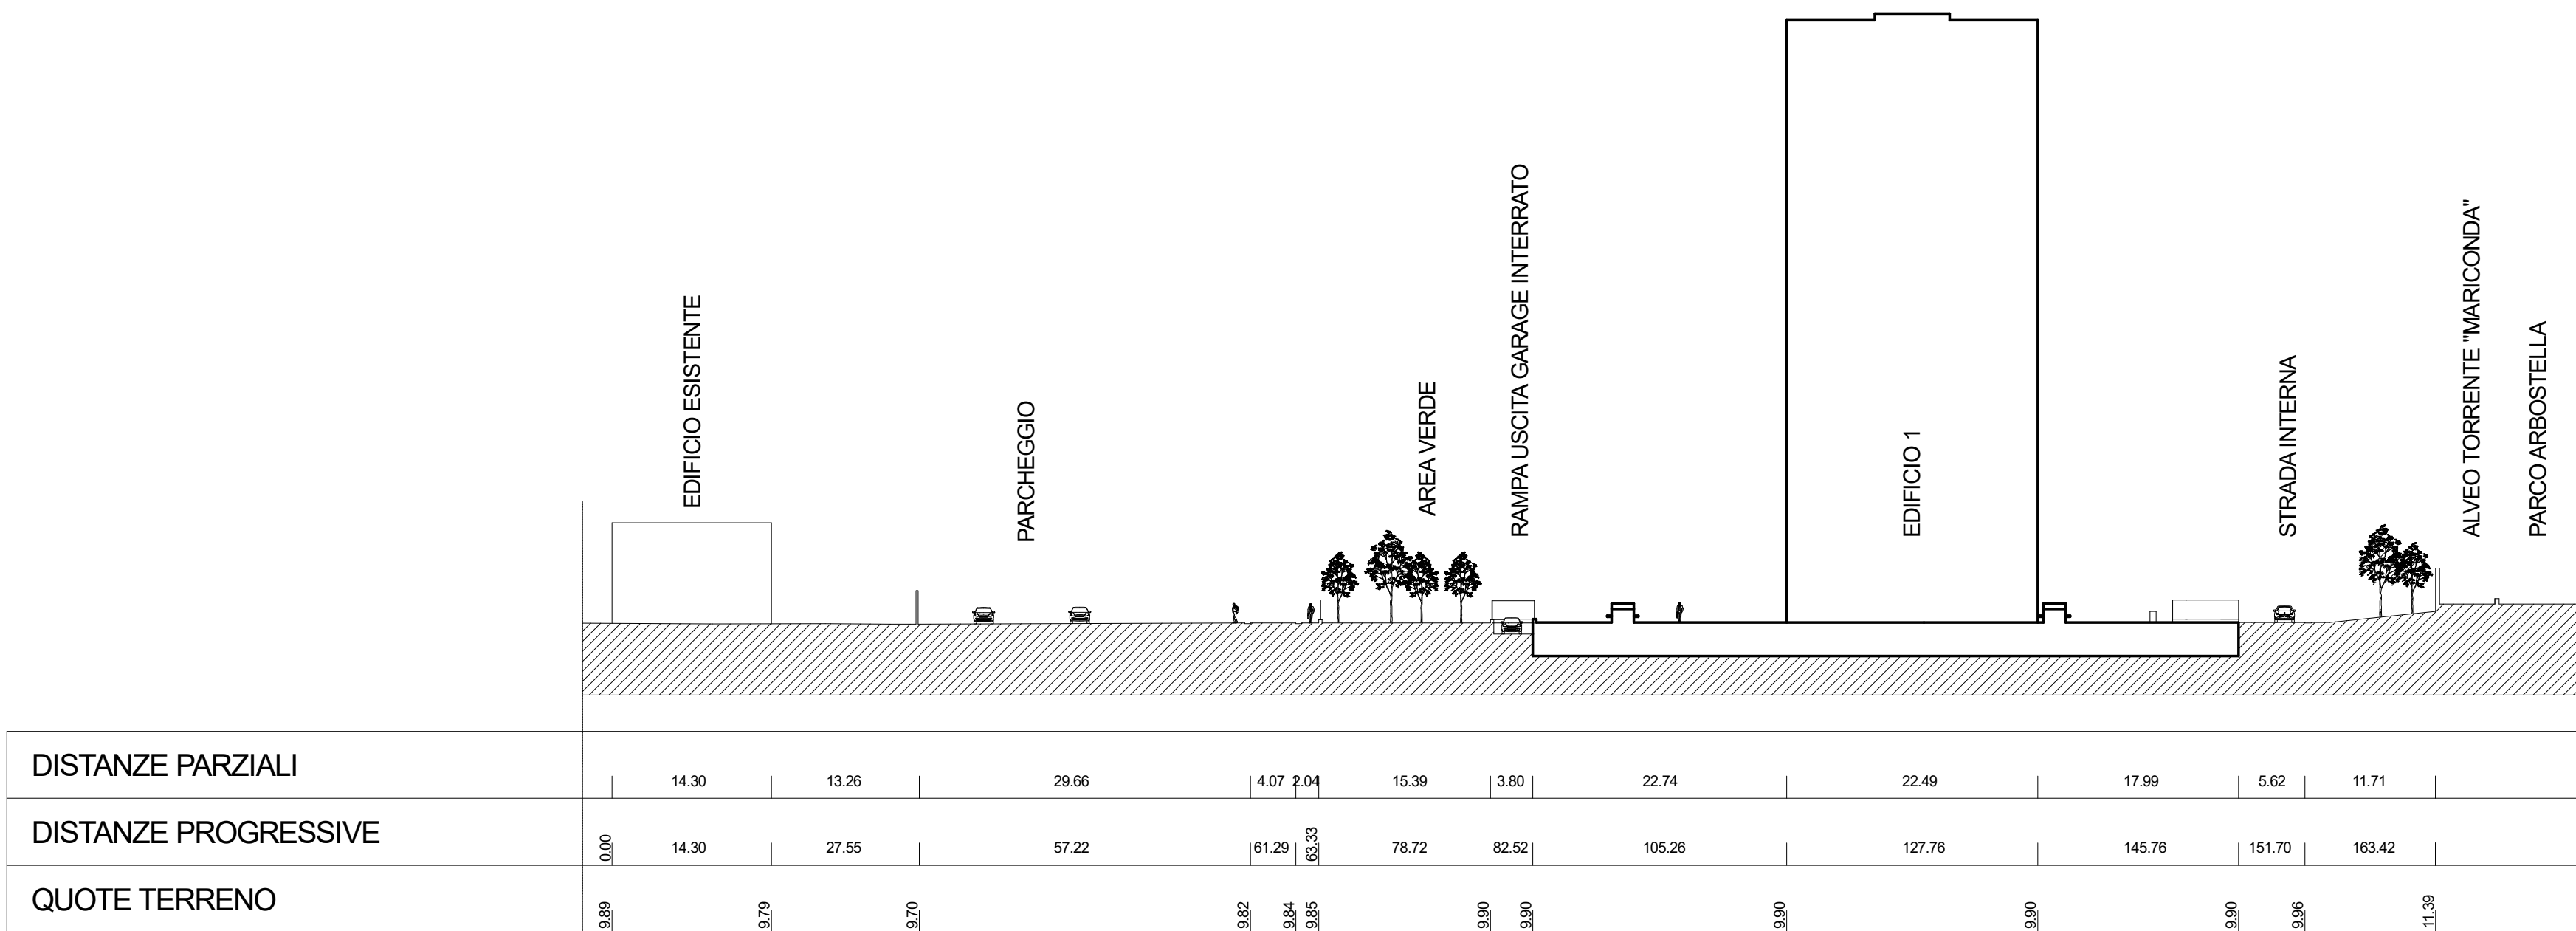 EDIFICIO ESISTENTE
PARCHEGGIO
AREA VERDE
RAMPA USCITA GARAGE INTERRATO
EDIFICIO 1
STRADA INTERNA
ALVEO TORRENTE "MARICONDA"
PARCO ARBOSTELLA
DISTANZE PARZIALI 14.30 13.26 29.66 4.07 2.04 15.39 3.80 22.74 22.49 17.99 5.62 11.71
DISTANZE PROGRESSIVE 0.00 14.30 27.55 57.22 61.29 63.33 78.72 82.52 105.26 127.76 145.76 151.70 163.42
QUOTE TERRENO 9.89 9.79 9.70 9.82 9.84 9.85 9.90 9.90 9.90 9.90 9.90 9.96 11.39